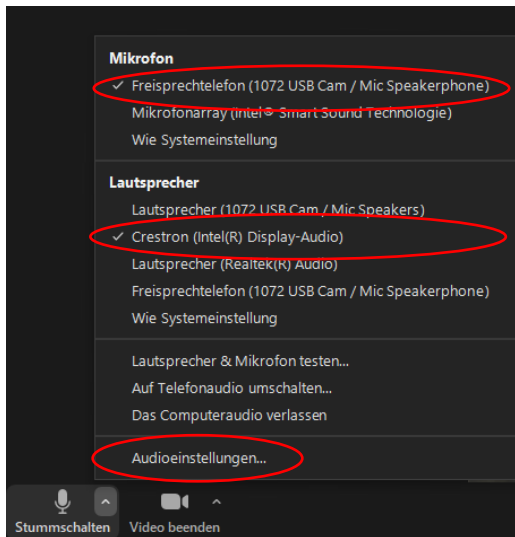 Mikrofon
✓ Freisprechtelefon (1072 USB Cam / Mic Speakerphone)
Mikrofonarray (Intel® Smart Sound Technologie)
Wie Systemeinstellung
Lautsprecher
Lautsprecher (1072 USB Cam / Mic Speakers)
✓ Crestron (Intel(R) Display-Audio)
Lautsprecher (Realtek(R) Audio)
Freisprechtelefon (1072 USB Cam / Mic Speakerphone)
Wie Systemeinstellung
Lautsprecher & Mikrofon testen...
Auf Telefonaudio umschalten...
Das Computeraudio verlassen
Audioeinstellungen...
Stummschalten Video beenden